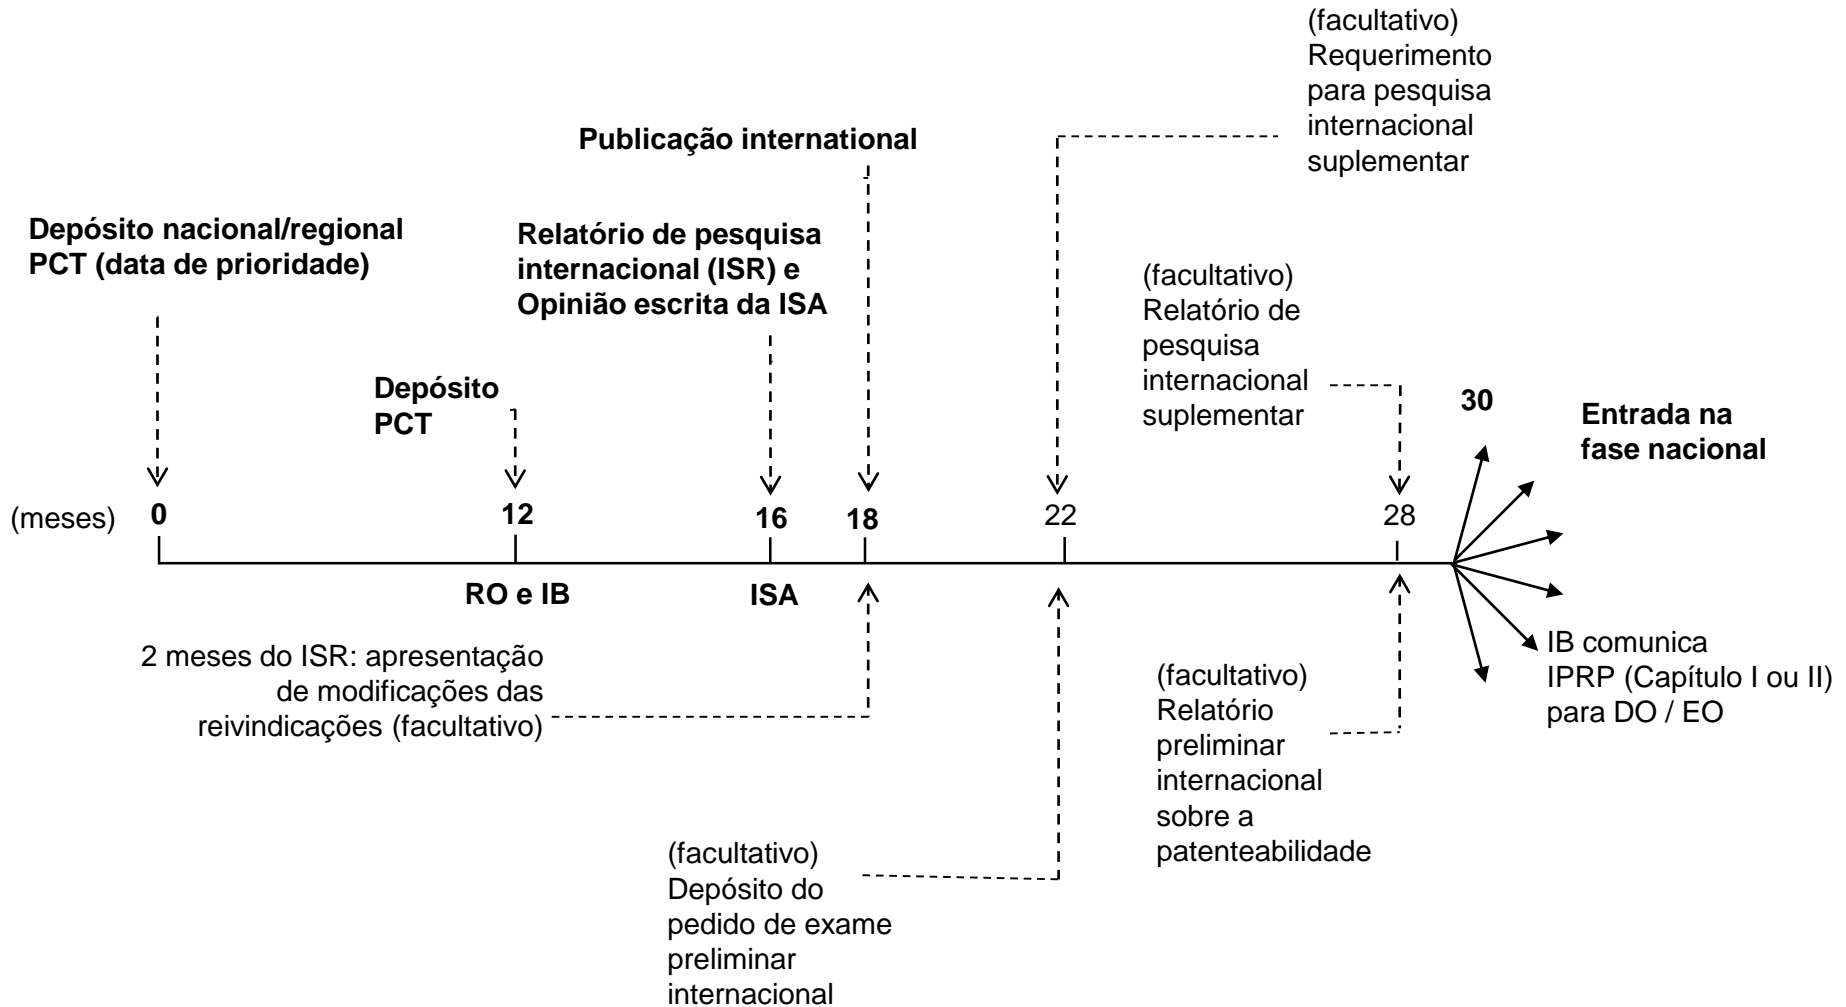 (facultativo)
Requerimento
para pesquisa
internacional
suplementar
Publicação international
Depósito nacional/regional
PCT (data de prioridade)
Relatório de pesquisa
internacional (ISR) e
Opinião escrita da ISA
(facultativo)
Relatório de
pesquisa
internacional
suplementar
Depósito
PCT
30
Entrada na
fase nacional
(meses) 0 12 16 18 22 28
RO e IB
ISA
2 meses do ISR: apresentação
de modificações das
reivindicações (facultativo)
IB comunica
IPRP (Capítulo I ou II)
para DO / EO
(facultativo)
Relatório
preliminar
internacional
sobre a
patenteabilidade
(facultativo)
Depósito do
pedido de exame
preliminar
internacional